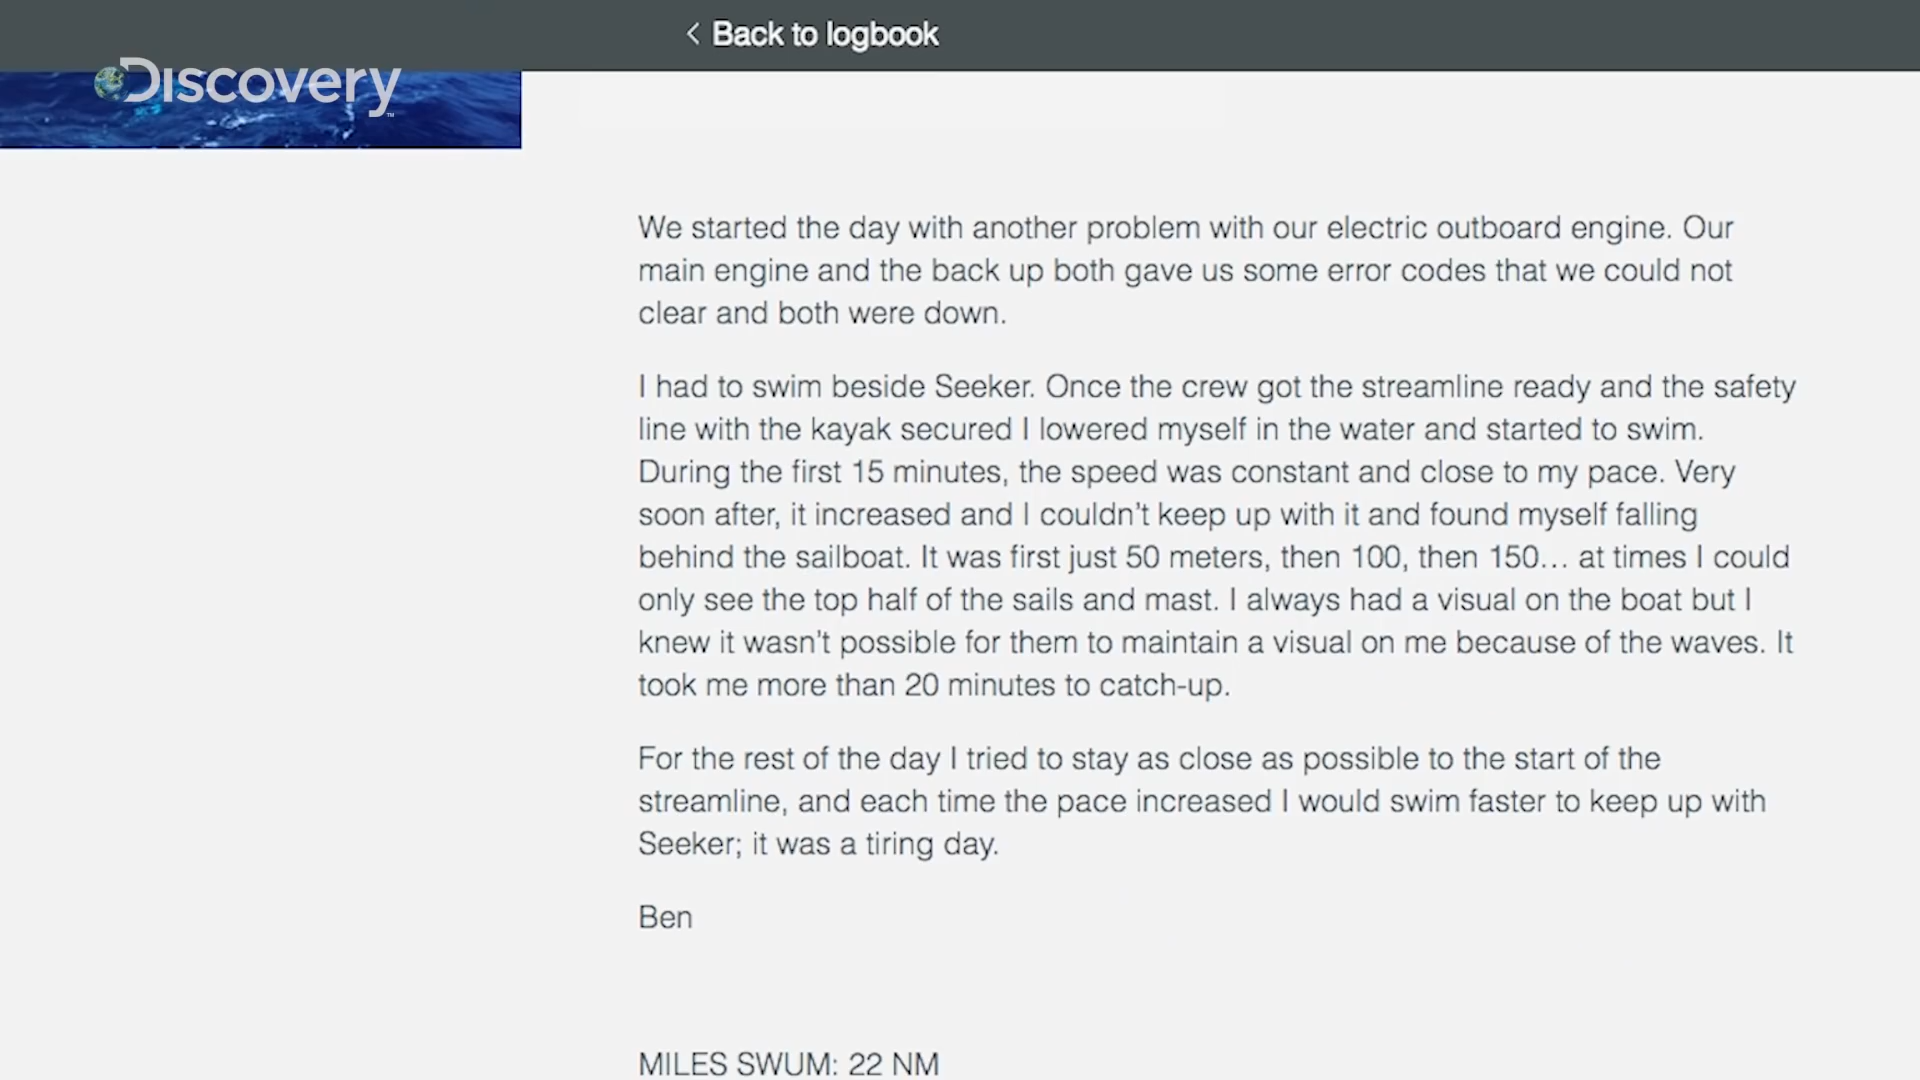 < Back to logbook
Discovery™
We started the day with another problem with our electric outboard engine. Our
main engine and the back up both gave us some error codes that we could not
clear and both were down.
I had to swim beside Seeker. Once the crew got the streamline ready and the safety
line with the kayak secured I lowered myself in the water and started to swim.
During the first 15 minutes, the speed was constant and close to my pace. Very
soon after, it increased and I couldn't keep up with it and found myself falling
behind the sailboat. It was first just 50 meters, then 100, then 150… at times I could
only see the top half of the sails and mast. I always had a visual on the boat but I
knew it wasn't possible for them to maintain a visual on me because of the waves. It
took me more than 20 minutes to catch-up.
For the rest of the day I tried to stay as close as possible to the start of the
streamline, and each time the pace increased I would swim faster to keep up with
Seeker; it was a tiring day.
Ben
MILES SWUM: 22 NM